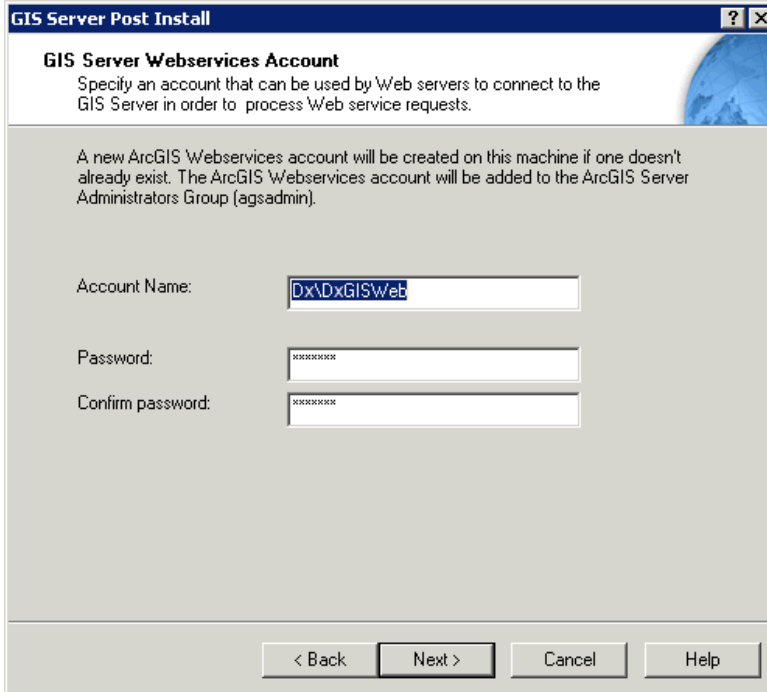 GIS Server Post Install
GIS Server Webservices Account
Specify an account that can be used by Web servers to connect to the
GIS Server in order to process Web service requests.
A new ArcGIS Webservices account will be created on this machine if one doesn't
already exist. The ArcGIS Webservices account will be added to the ArcGIS Server
Administrators Group (agsadmin).
Account Name:
Dx\DxGISWeb
Password:
*******
Confirm password:
*******
< Back
Next >
Cancel
Help